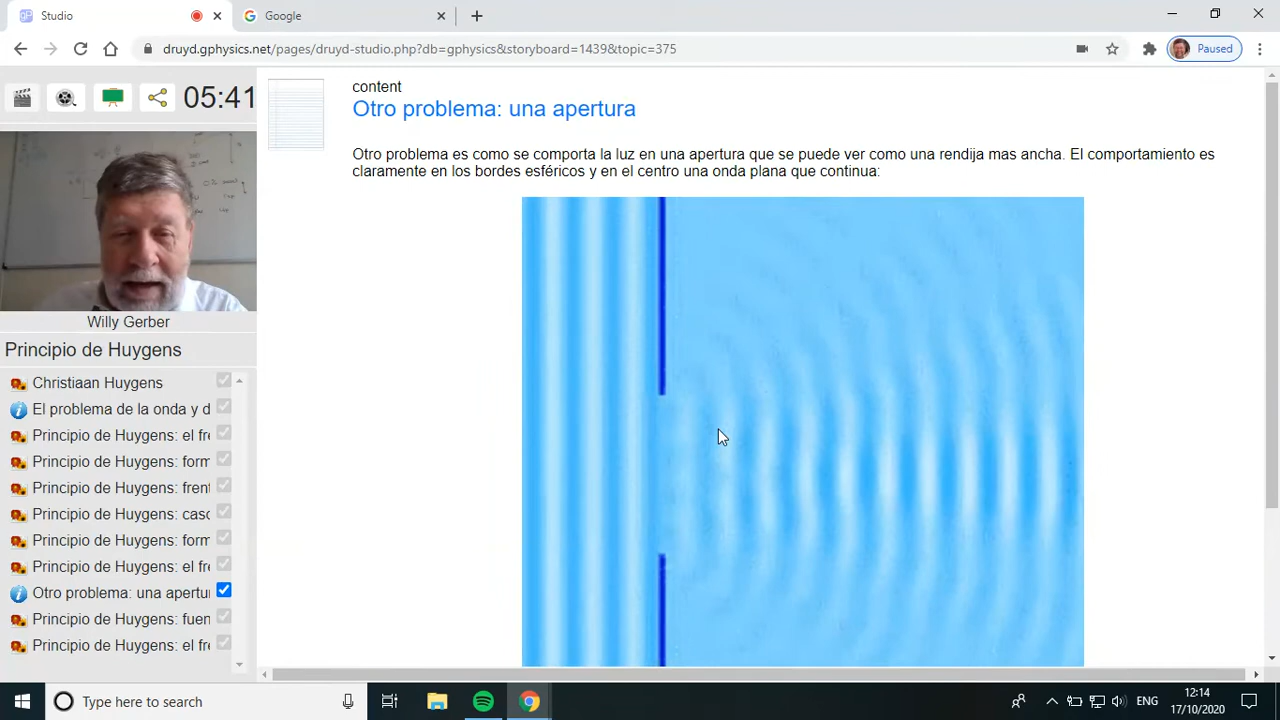 Studio
Google
druyd.gphysics.net/pages/druyd-studio.php?db=gphysics&storyboard=1439&topic=375
Paused
05:41
content
Otro problema: una apertura
Otro problema es como se comporta la luz en una apertura que se puede ver como una rendija mas ancha. El comportamiento es
claramente en los bordes esféricos y en el centro una onda plana que continua:
Willy Gerber
Principio de Huygens
Christiaan Huygens
El problema de la onda y d
Principio de Huygens: el fre
Principio de Huygens: form
Principio de Huygens: frent
Principio de Huygens: caso
Principio de Huygens: form
Principio de Huygens: el fre
Otro problema: una apertur
Principio de Huygens: fuen
Principio de Huygens: el fre
Type here to search
ENG
12:14
17/10/2020